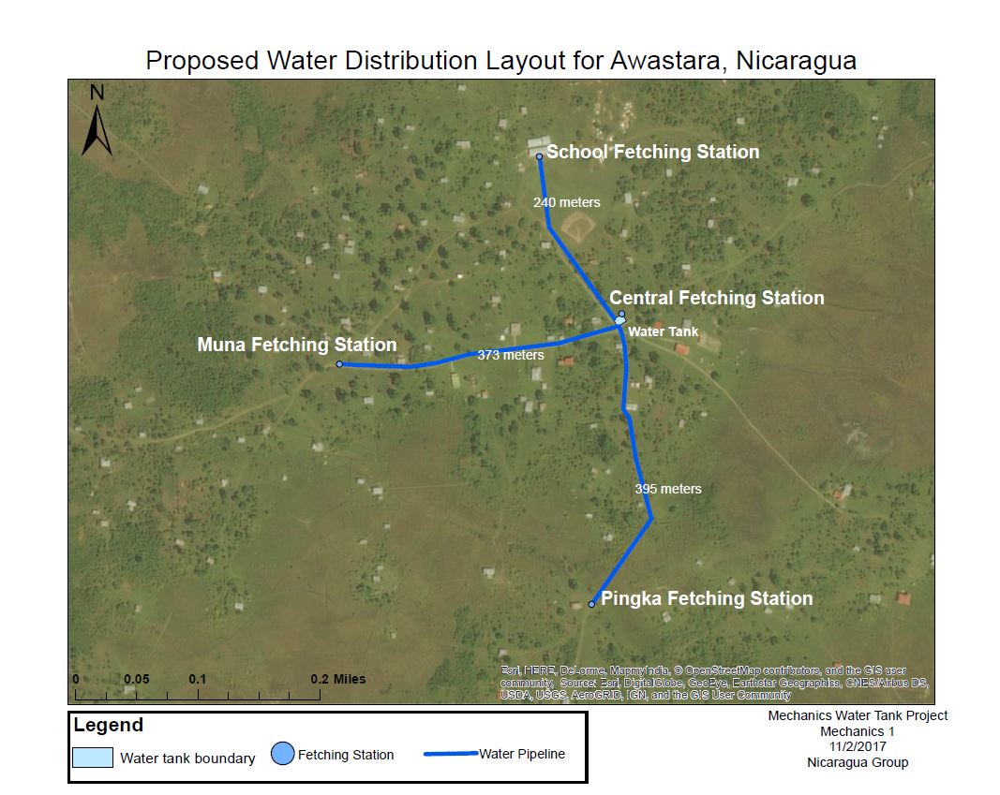 Proposed Water Distribution Layout for Awastara, Nicaragua
N
School Fetching Station
240 meters
Central Fetching Station
Water Tank
Muna Fetching Station
373 meters
395 meters
Pingka Fetching Station
0 0.05 0.1 0.2 Miles
Esri, HERE, DeLorme, MapmyIndia, © OpenStreetMap contributors, and the GIS user
community, Source: Esri, DigitalGlobe, GeoEye, Earthstar Geographics, CNES/Airbus DS,
USDA, USGS, AeroGRID, IGN, and the GIS User Community
Legend
Water tank boundary
Fetching Station
Water Pipeline
Mechanics Water Tank Project
Mechanics 1
11/2/2017
Nicaragua Group